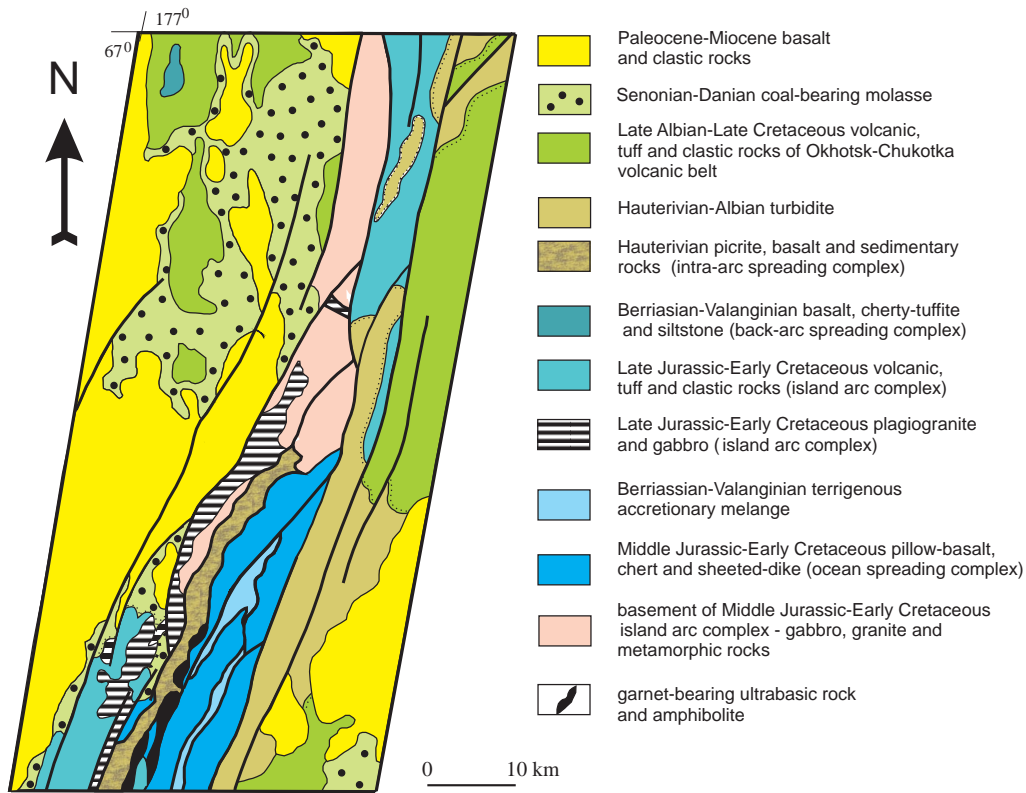 177⁰
67⁰
N
Paleocene-Miocene basalt
and clastic rocks
Senonian-Danian coal-bearing molasse
Late Albian-Late Cretaceous volcanic,
tuff and clastic rocks of Okhotsk-Chukotka
volcanic belt
Hauterivian-Albian turbidite
Hauterivian picrite, basalt and sedimentary
rocks (intra-arc spreading complex)
Berriasian-Valanginian basalt, cherty-tuffite
and siltstone (back-arc spreading complex)
Late Jurassic-Early Cretaceous volcanic,
tuff and clastic rocks (island arc complex)
Late Jurassic-Early Cretaceous plagiogranite
and gabbro (island arc complex)
Berriassian-Valanginian terrigenous
accretionary melange
Middle Jurassic-Early Cretaceous pillow-basalt,
chert and sheeted-dike (ocean spreading complex)
basement of Middle Jurassic-Early Cretaceous
island arc complex - gabbro, granite and
metamorphic rocks
garnet-bearing ultrabasic rock
and amphibolite
0 10 km